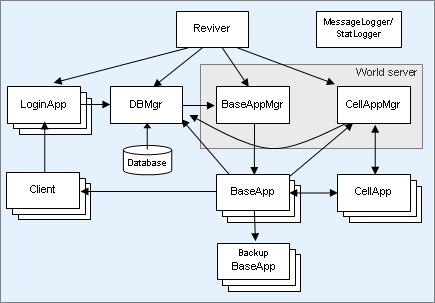 Reviver
MessageLogger/
StatLogger
World server
LoginApp
DBMgr
BaseAppMgr
CellAppMgr
Database
Client
BaseApp
CellApp
Backup
BaseApp